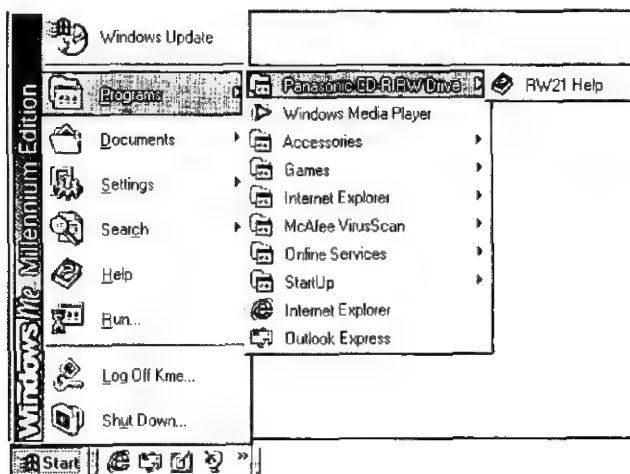 Windows Update
Programs
Documents
Settings
Search
Help
Run...
Log Off Kme...
Shut Down...
Windows Me Millennium Edition
Panasonic CD-R/RW Drive
Windows Media Player
Accessories
Games
Internet Explorer
McAfee VirusScan
Online Services
StartUp
Internet Explorer
Outlook Express
RW21 Help
Start
»